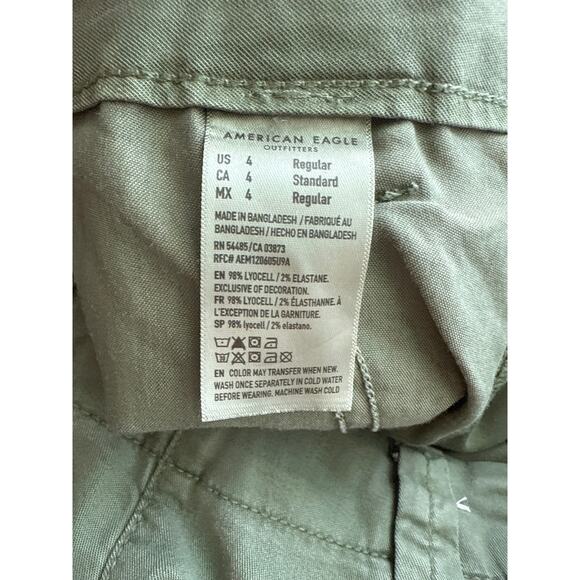 AMERICAN EAGLE
OUTFITTERS
US 4 Regular
CA 4 Standard
MX 4 Regular
MADE IN BANGLADESH / FABRIQUÉ AU
BANGLADESH / HECHO EN BANGLADESH
RN 54485/CA 03873
RFC# AEM120605U9A
EN 98% LYOCELL / 2% ELASTANE.
EXCLUSIVE OF DECORATION.
FR 98% LYOCELL / 2% ÉLASTHANNE. À
L'EXCEPTION DE LA GARNITURE.
SP 98% lyocell / 2% elastano.
EN COLOR MAY TRANSFER WHEN NEW.
WASH ONCE SEPARATELY IN COLD WATER
BEFORE WEARING. MACHINE WASH COLD